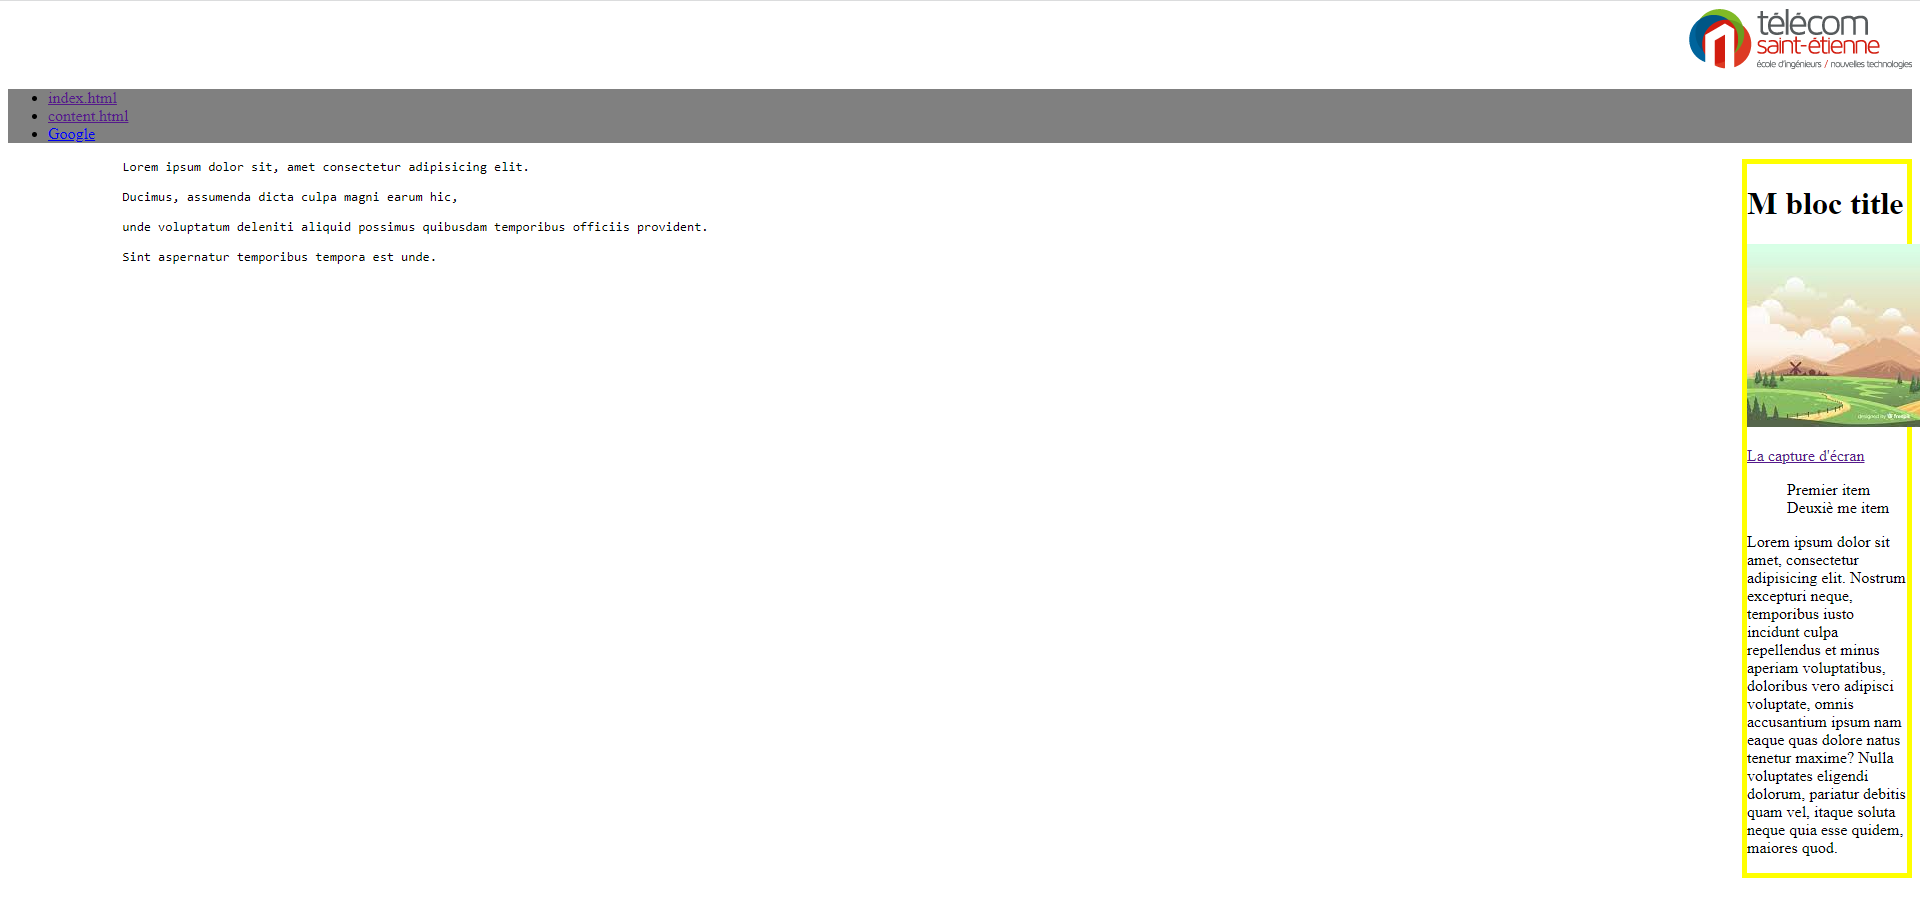 télécom
saint-étienne
école d'ingénieurs / nouvelles technologies
index.html
content.html
Google
Lorem ipsum dolor sit, amet consectetur adipisicing elit.
Ducimus, assumenda dicta culpa magni earum hic,
unde voluptatum deleniti aliquid possimus quibusdam temporibus officiis provident.
Sint aspernatur temporibus tempora est unde.
M bloc title
designed by freepik
La capture d'écran
Premier item
Deuxiè me item
Lorem ipsum dolor sit
amet, consectetur
adipisicing elit. Nostrum
excepturi neque,
temporibus iusto
incidunt culpa
repellendus et minus
aperiam voluptatibus,
doloribus vero adipisci
voluptate, omnis
accusantium ipsum nam
eaque quas dolore natus
tenetur maxime? Nulla
voluptates eligendi
dolorum, pariatur debitis
quam vel, itaque soluta
neque quia esse quidem,
maiores quod.